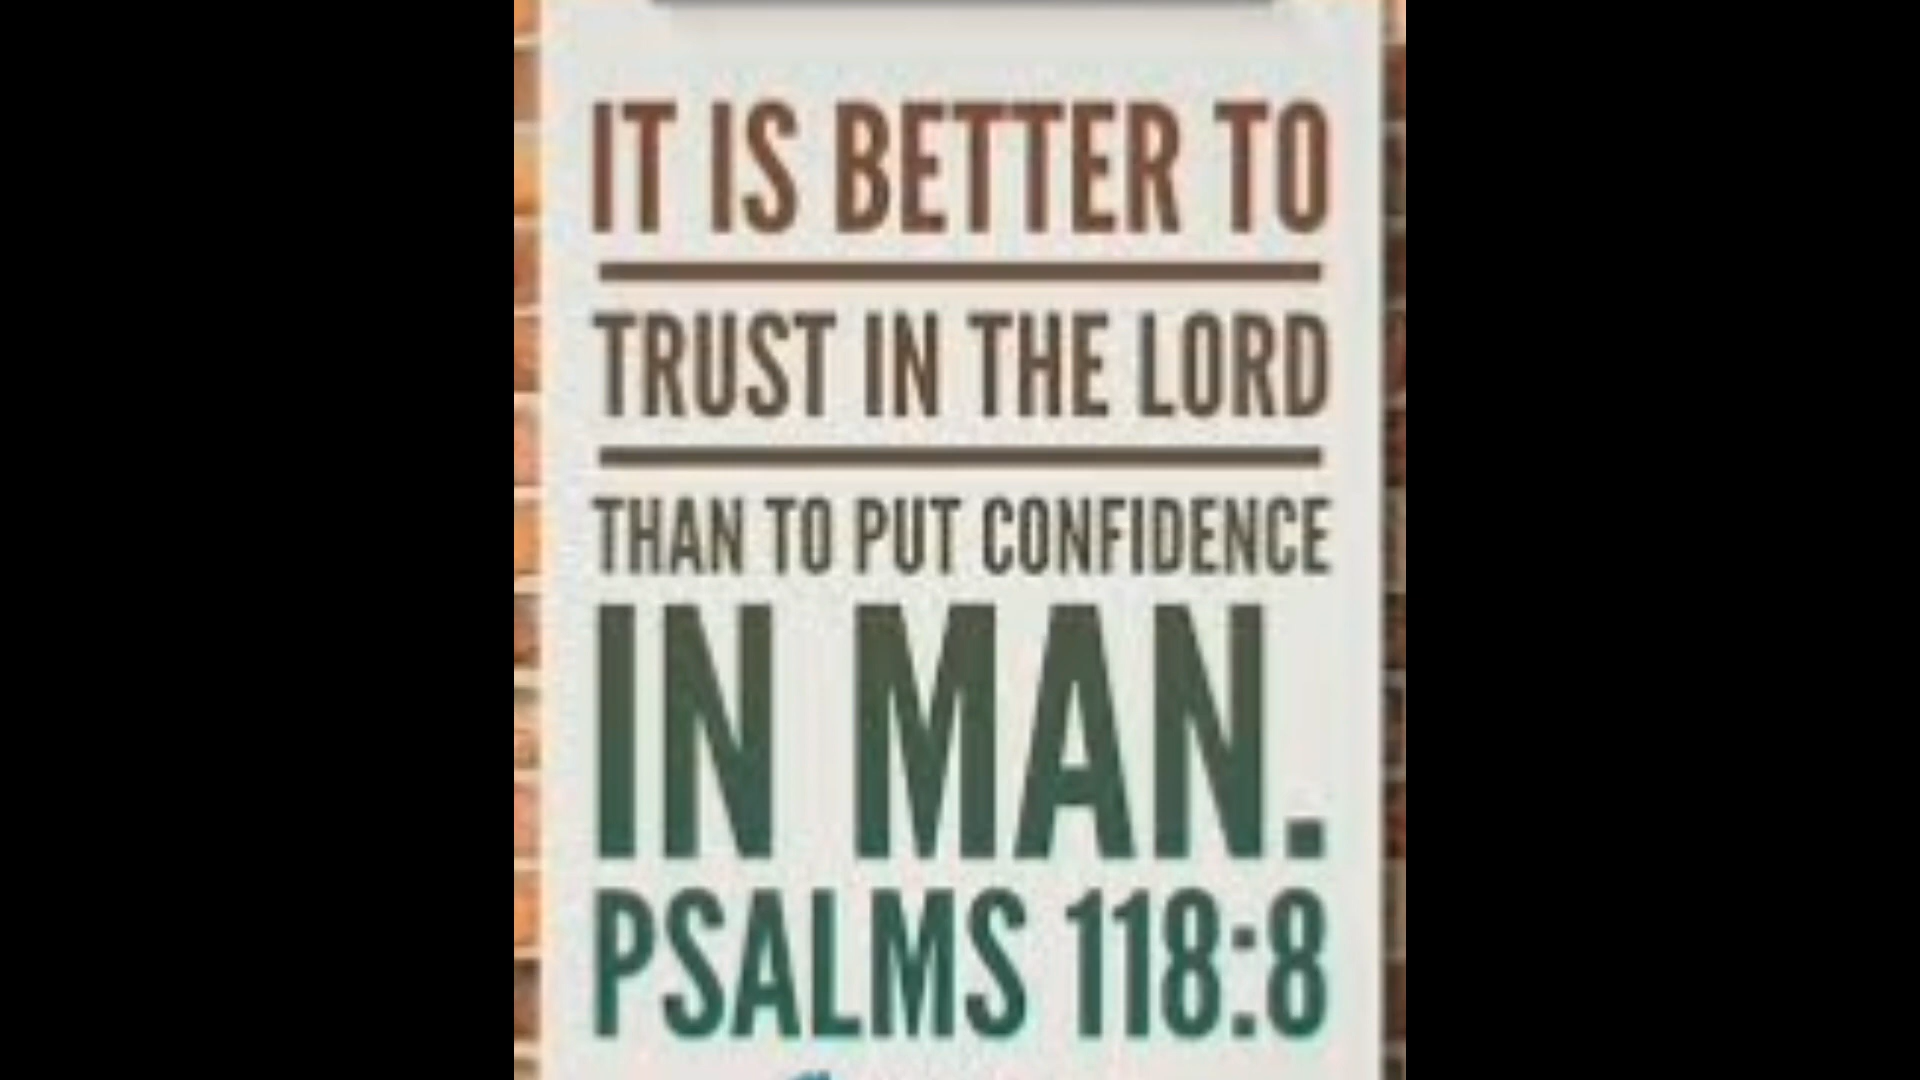 IT IS BETTER TO
TRUST IN THE LORD
THAN TO PUT CONFIDENCE
IN MAN.
PSALMS 118:8